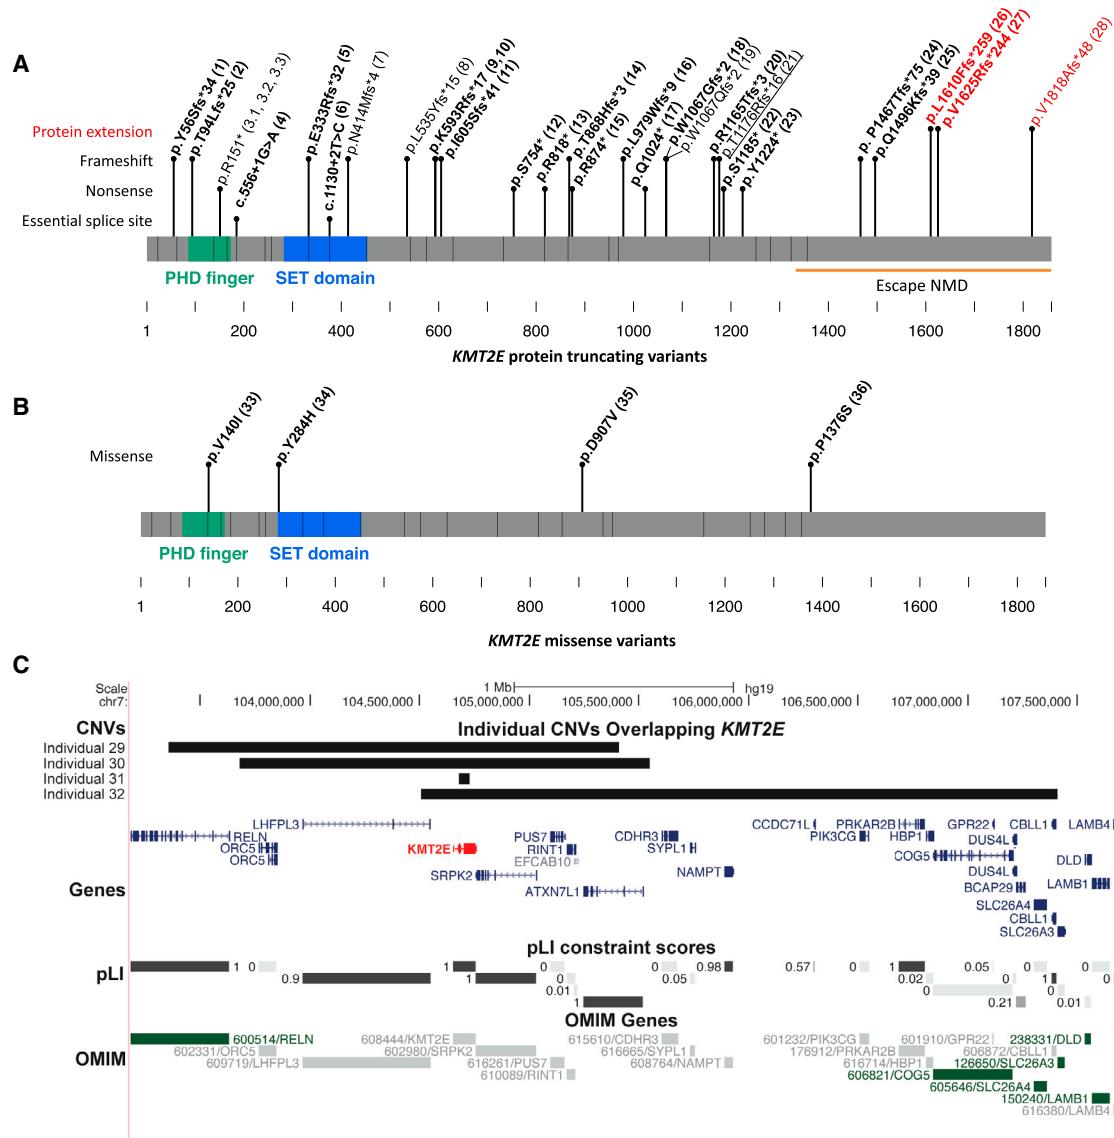 A
p.Y56Sfs*34 (1)
p.T94Lfs*25 (2)
p.R151* (3.1, 3.2, 3.3)
c.556+1G>A (4)
p.E333Rfs*32 (5)
c.1130+2T>C (6)
p.N414Mfs*4 (7)
p.L535Yfs*15 (8)
p.K593Rfs*17 (9,10)
p.I605Sfs*41 (11)
p.S754* (12)
p.R818* (13)
p.T868Hfs*3 (14)
p.R874* (15)
p.L979Wfs*9 (16)
p.Q1024* (17)
p.W1067Gfs*2 (18)
p.W1067Qfs*2 (19)
p.R1165Tfs*3 (20)
p.T1176Rfs*16 (21)
p.S1185* (22)
p.Y1224* (23)
p.P1467Tfs*75 (24)
p.Q1496Kfs*39 (25)
p.L1610Ffs*259 (26)
p.V1625Rfs*244 (27)
p.V1818Afs*48 (28)
Protein extension
Frameshift
Nonsense
Essential splice site
PHD finger SET domain
Escape NMD
1 200 400 600 800 1000 1200 1400 1600 1800
KMT2E protein truncating variants
B
p.V140I (33)
p.Y284H (34)
p.D907V (35)
p.P1376S (36)
Missense
PHD finger SET domain
1 200 400 600 800 1000 1200 1400 1600 1800
KMT2E missense variants
C
Scale 1 Mb hg19
chr7: 104,000,000 104,500,000 105,000,000 105,500,000 106,000,000 106,500,000 107,000,000 107,500,000
CNVs Individual CNVs Overlapping KMT2E
Individual 29
Individual 30
Individual 31
Individual 32
LHFPL3 CCDC71L PRKAR2B GPR22 CBLL1 LAMB4
RELN PUS7 CDHR3 PIK3CG HBP1 DUS4L
ORC5 KMT2E RINT1 SYPL1 COG5
ORC5 EFCAB10 DUS4L DLD
SRPK2 NAMPT
Genes ATXN7L1 BCAP29 LAMB1
SLC26A4
CBLL1
SLC26A3
pLI constraint scores
pLI 1 0 1 0 0 0.98 0.57 0 1 0.05 0 0
0.9 1 0 0.05 0.02 0 1 0
0.01 0 0
1 0.21 0 0.01
OMIM Genes
OMIM 600514/RELN 608444/KMT2E 615610/CDHR3 601232/PIK3CG 601910/GPR22 238331/DLD
602331/ORC5 602980/SRPK2 616665/SYPL1 176912/PRKAR2B 606872/CBLL1
609719/LHFPL3 616261/PUS7 608764/NAMPT 616714/HBP1 126650/SLC26A3
610089/RINT1 606821/COG5
605646/SLC26A4
150240/LAMB1
616380/LAMB4